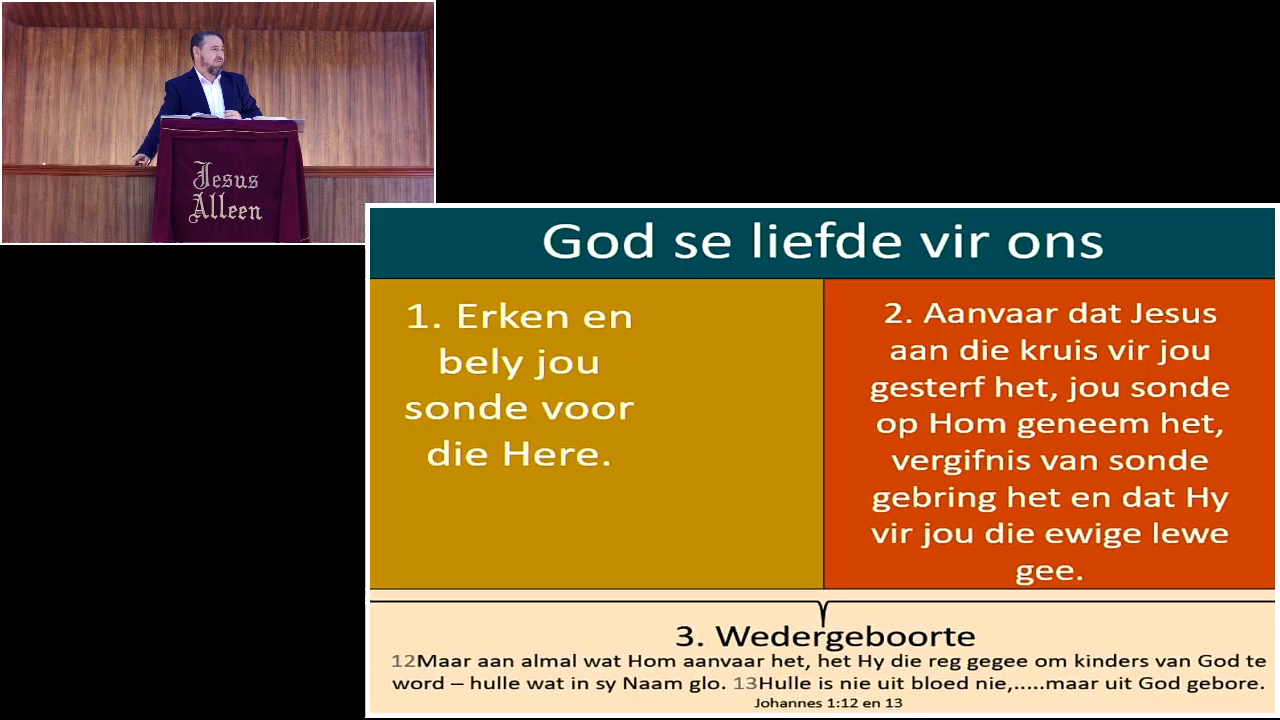 Jesus
Alleen
God se liefde vir ons
1. Erken en
bely jou
sonde voor
die Here.
2. Aanvaar dat Jesus
aan die kruis vir jou
gesterf het, jou sonde
op Hom geneem het,
vergifnis van sonde
gebring het en dat Hy
vir jou die ewige lewe
gee.
3. Wedergeboorte
12Maar aan almal wat Hom aanvaar het, het Hy die reg gegee om kinders van God te
word – hulle wat in sy Naam glo. 13Hulle is nie uit bloed nie,.....maar uit God gebore.
Johannes 1:12 en 13